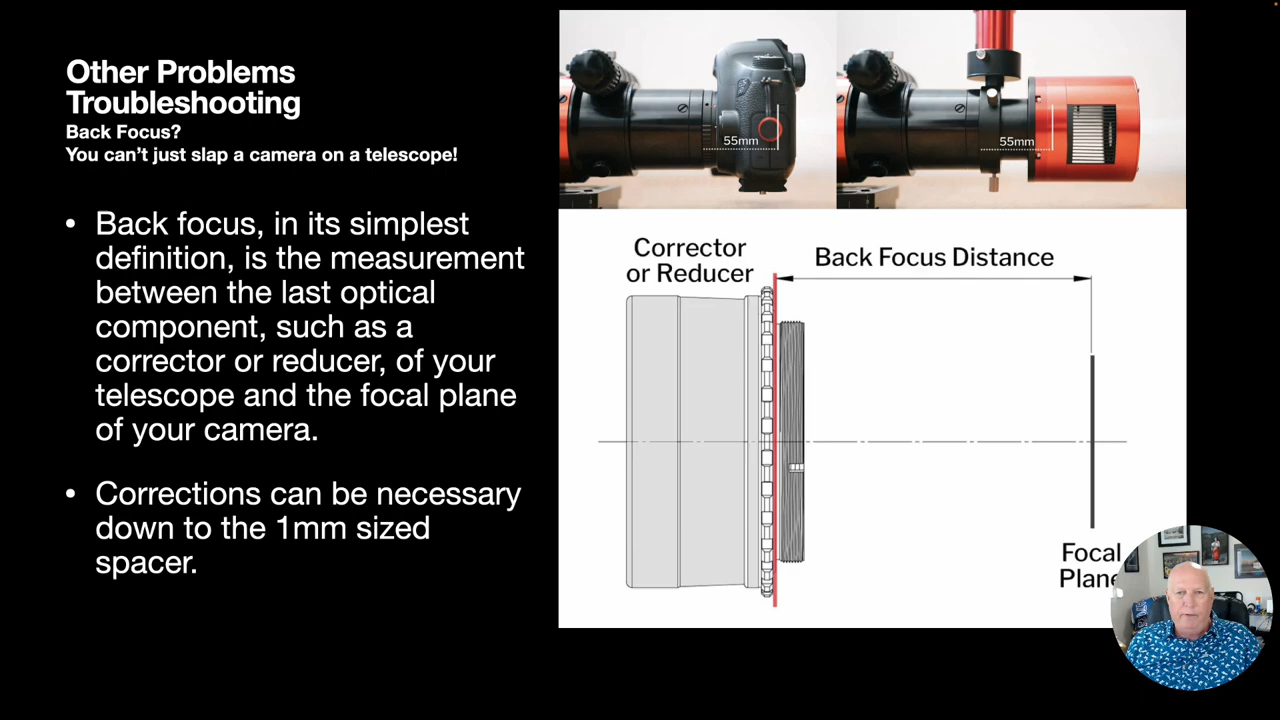 Other Problems
Troubleshooting
Back Focus?
You can't just slap a camera on a telescope!
• Back focus, in its simplest
definition, is the measurement
between the last optical
component, such as a
corrector or reducer, of your
telescope and the focal plane
of your camera.
• Corrections can be necessary
down to the 1mm sized
spacer.
55mm
55mm
Corrector
or Reducer
Back Focus Distance
Focal
Plane